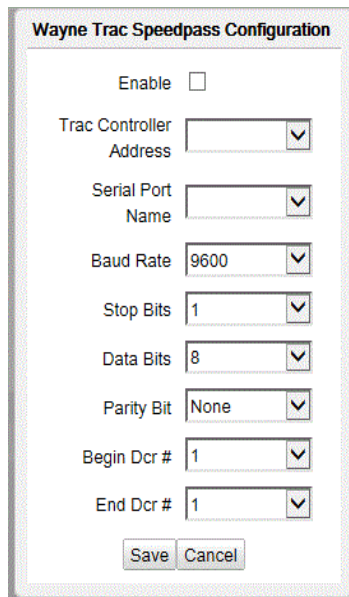 Wayne Trac Speedpass Configuration
Enable
Trac Controller
Address
Serial Port
Name
Baud Rate 9600
Stop Bits 1
Data Bits 8
Parity Bit None
Begin Dcr # 1
End Dcr # 1
Save Cancel